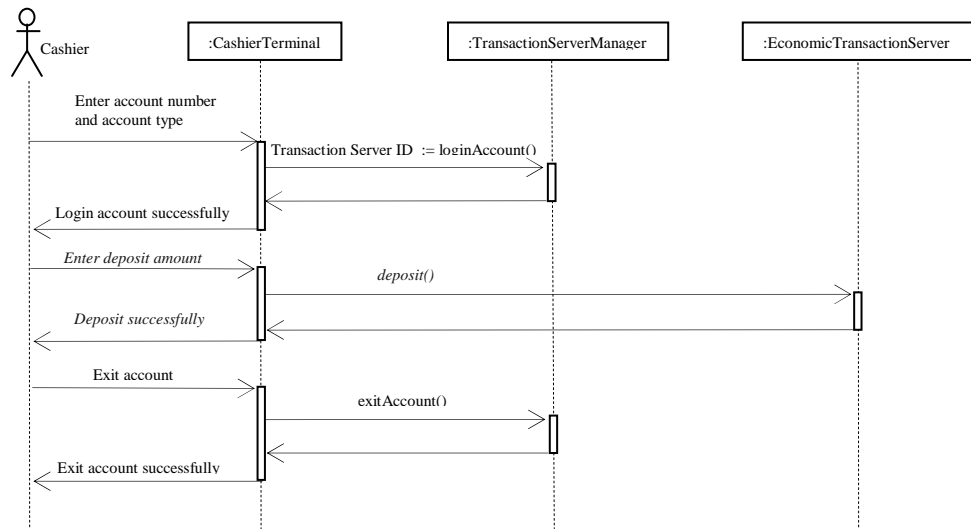 Cashier
:CashierTerminal
:TransactionServerManager
:EconomicTransactionServer
Enter account number
and account type
Transaction Server ID := loginAccount()
Login account successfully
Enter deposit amount
deposit()
Deposit successfully
Exit account
exitAccount()
Exit account successfully